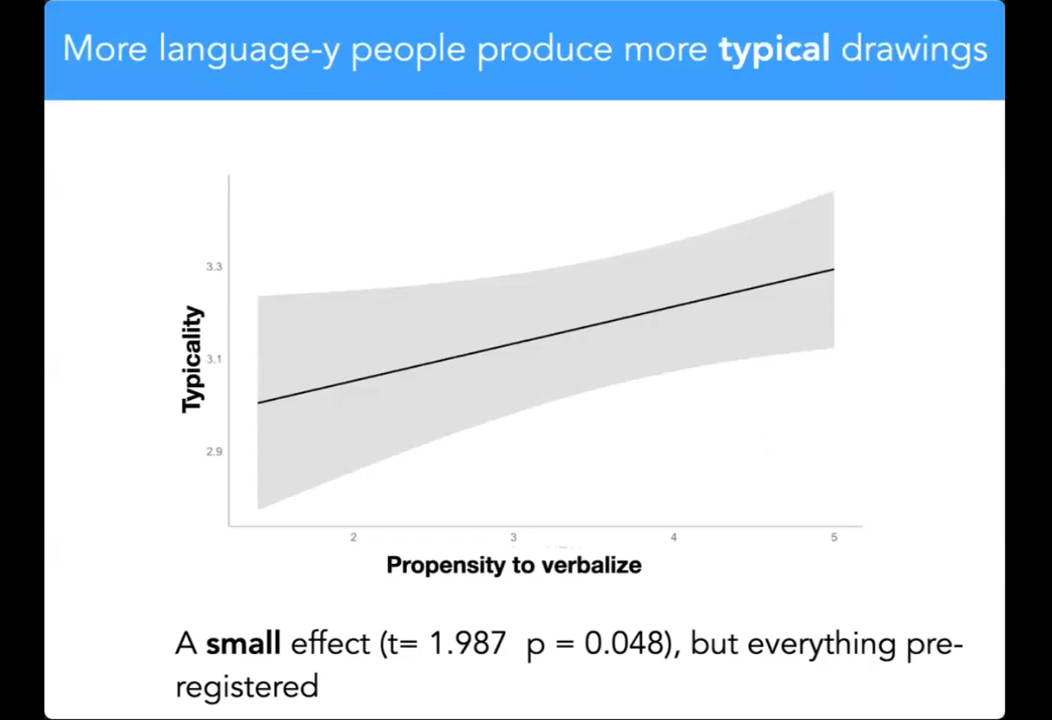 More language-y people produce more typical drawings
3.3
3.1
2.9
Typicality
2
3
4
5
Propensity to verbalize
A small effect (t= 1.987 p = 0.048), but everything pre-
registered